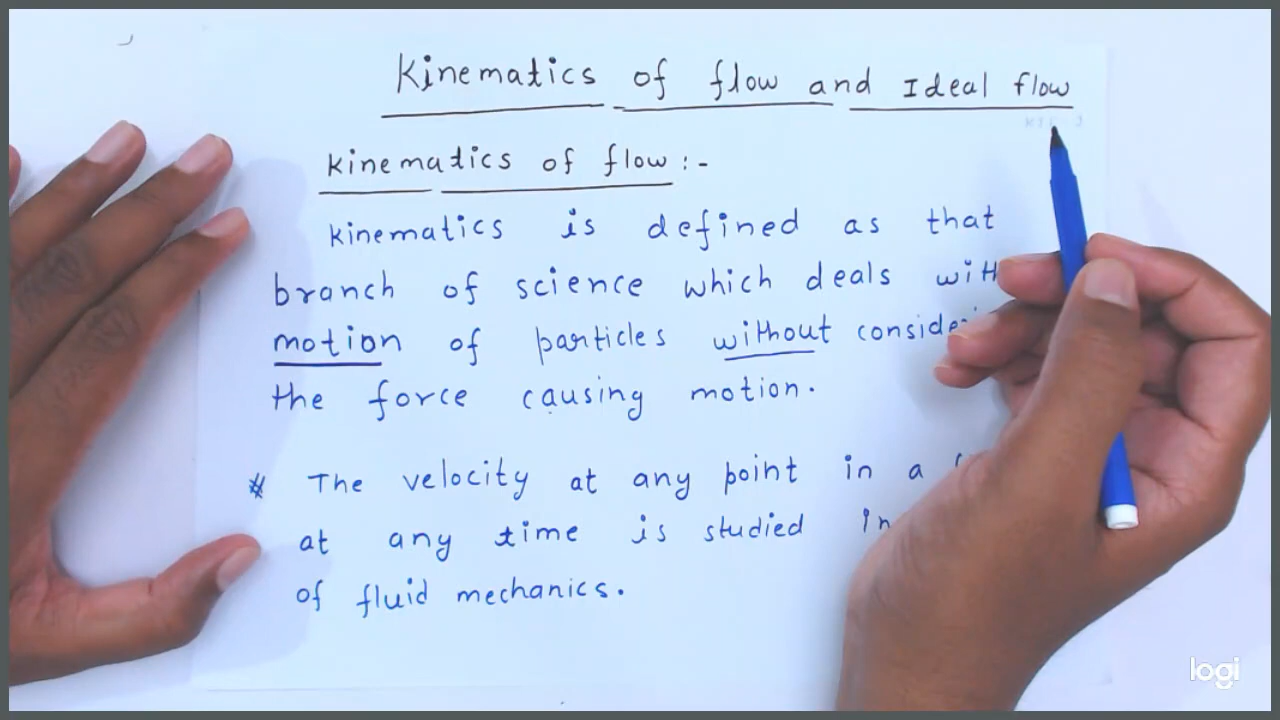 Kinematics of flow and Ideal flow
Kinematics of flow :-
Kinematics is defined as that
branch of science which deals with
motion of particles without
the force causing motion.
* The velocity at any point in a
at any time is studied in
of fluid mechanics.
logi